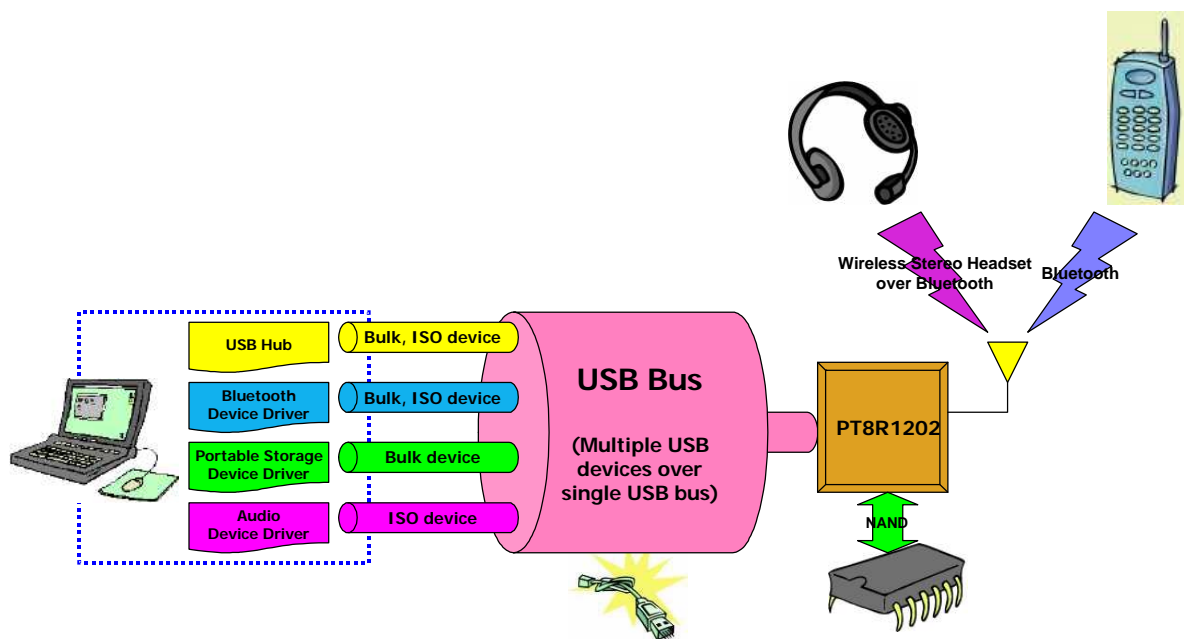 Wireless Stereo Headset
over Bluetooth
Bluetooth
USB Hub
Bulk, ISO device
Bluetooth
Device Driver
Bulk, ISO device
Portable Storage
Device Driver
Bulk device
Audio
Device Driver
ISO device
USB Bus
(Multiple USB
devices over
single USB bus)
PT8R1202
NAND